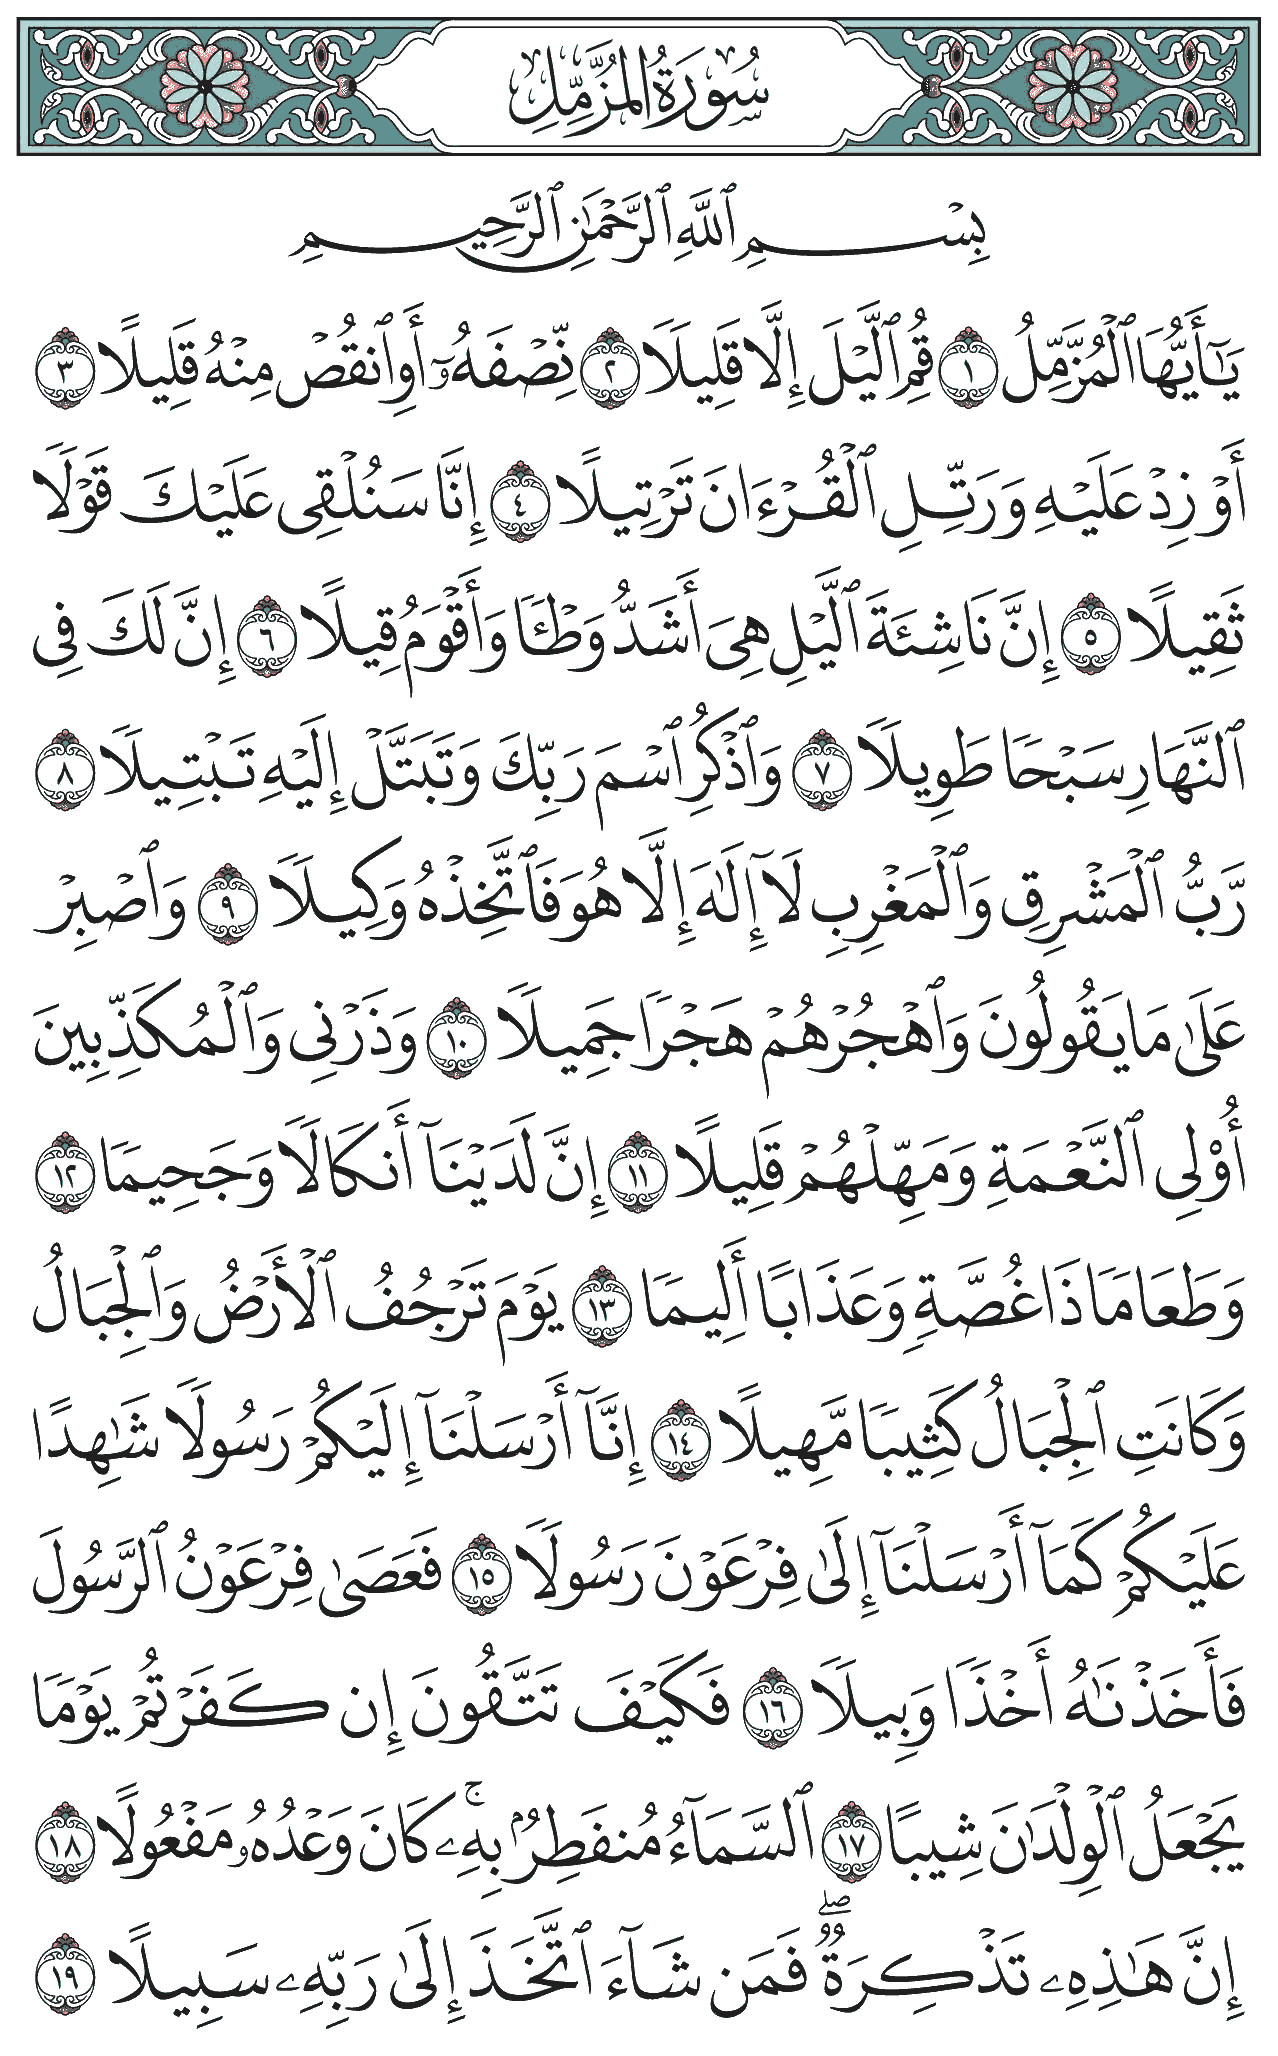 سُورَةُ الْمُزَّمِّلِ
بِسْمِ ٱللَّهِ ٱلرَّحْمَٰنِ ٱلرَّحِيمِ
يَٰٓأَيُّهَا ٱلْمُزَّمِّلُ ١ قُمِ ٱلَّيْلَ إِلَّا قَلِيلًا ٢ نِّصْفَهُۥٓ أَوِ ٱنقُصْ مِنْهُ قَلِيلًا ٣
أَوْ زِدْ عَلَيْهِ وَرَتِّلِ ٱلْقُرْءَانَ تَرْتِيلًا ٤ إِنَّا سَنُلْقِى عَلَيْكَ قَوْلًا
ثَقِيلًا ٥ إِنَّ نَاشِئَةَ ٱلَّيْلِ هِىَ أَشَدُّ وَطْـًٔا وَأَقْوَمُ قِيلًا ٦ إِنَّ لَكَ فِى
ٱلنَّهَارِ سَبْحًا طَوِيلًا ٧ وَٱذْكُرِ ٱسْمَ رَبِّكَ وَتَبَتَّلْ إِلَيْهِ تَبْتِيلًا ٨
رَّبُّ ٱلْمَشْرِقِ وَٱلْمَغْرِبِ لَآ إِلَٰهَ إِلَّا هُوَ فَٱتَّخِذْهُ وَكِيلًا ٩ وَٱصْبِرْ
عَلَىٰ مَا يَقُولُونَ وَٱهْجُرْهُمْ هَجْرًا جَمِيلًا ١٠ وَذَرْنِى وَٱلْمُكَذِّبِينَ
أُو۟لِى ٱلنَّعْمَةِ وَمَهِّلْهُمْ قَلِيلًا ١١ إِنَّ لَدَيْنَآ أَنكَالًا وَجَحِيمًا ١٢
وَطَعَامًا ذَا غُصَّةٍ وَعَذَابًا أَلِيمًا ١٣ يَوْمَ تَرْجُفُ ٱلْأَرْضُ وَٱلْجِبَالُ
وَكَانَتِ ٱلْجِبَالُ كَثِيبًا مَّهِيلًا ١٤ إِنَّآ أَرْسَلْنَآ إِلَيْكُمْ رَسُولًا شَٰهِدًا
عَلَيْكُمْ كَمَآ أَرْسَلْنَآ إِلَىٰ فِرْعَوْنَ رَسُولًا ١٥ فَعَصَىٰ فِرْعَوْنُ ٱلرَّسُولَ
فَأَخَذْنَٰهُ أَخْذًا وَبِيلًا ١٦ فَكَيْفَ تَتَّقُونَ إِن كَفَرْتُمْ يَوْمًا
يَجْعَلُ ٱلْوِلْدَٰنَ شِيبًا ١٧ ٱلسَّمَآءُ مُنفَطِرٌۢ بِهِۦ ۚ كَانَ وَعْدُهُۥ مَفْعُولًا ١٨
إِنَّ هَٰذِهِۦ تَذْكِرَةٌ ۖ فَمَن شَآءَ ٱتَّخَذَ إِلَىٰ رَبِّهِۦ سَبِيلًا ١٩